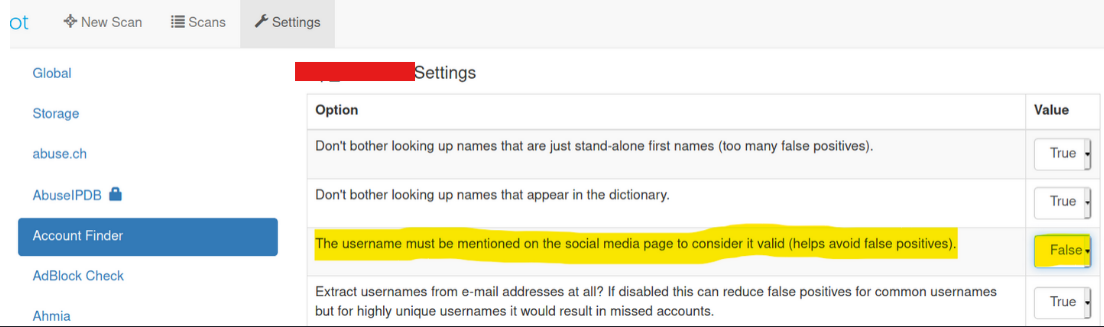 ot New Scan Scans Settings
Global
Storage
abuse.ch
AbuseIPDB
Account Finder
AdBlock Check
Ahmia
Settings
Option Value
Don't bother looking up names that are just stand-alone first names (too many false positives). True
Don't bother looking up names that appear in the dictionary. True
The username must be mentioned on the social media page to consider it valid (helps avoid false positives). False
Extract usernames from e-mail addresses at all? If disabled this can reduce false positives for common usernames
but for highly unique usernames it would result in missed accounts. True